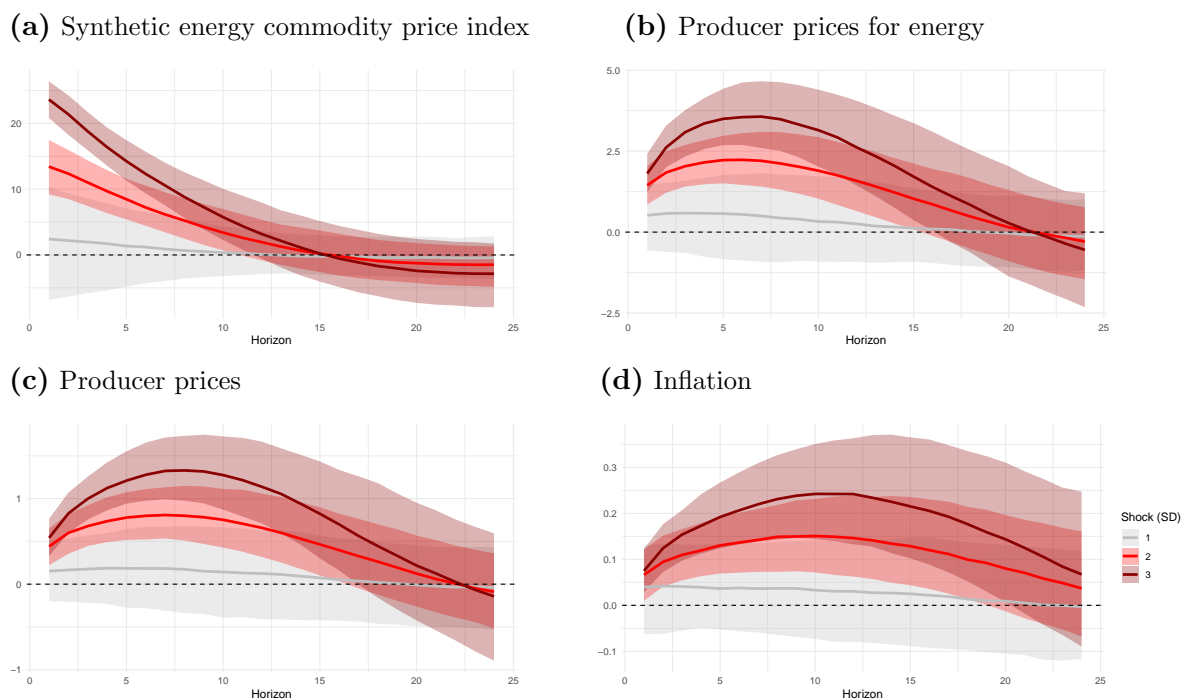 (a) Synthetic energy commodity price index
20
10
0
0 5 10 15 20 25
Horizon
(b) Producer prices for energy
5.0
2.5
0.0
−2.5
0 5 10 15 20 25
Horizon
(c) Producer prices
1
0
−1
0 5 10 15 20 25
Horizon
(d) Inflation
0.3
0.2
0.1
0.0
−0.1
0 5 10 15 20 25
Horizon
Shock (SD)
1
2
3